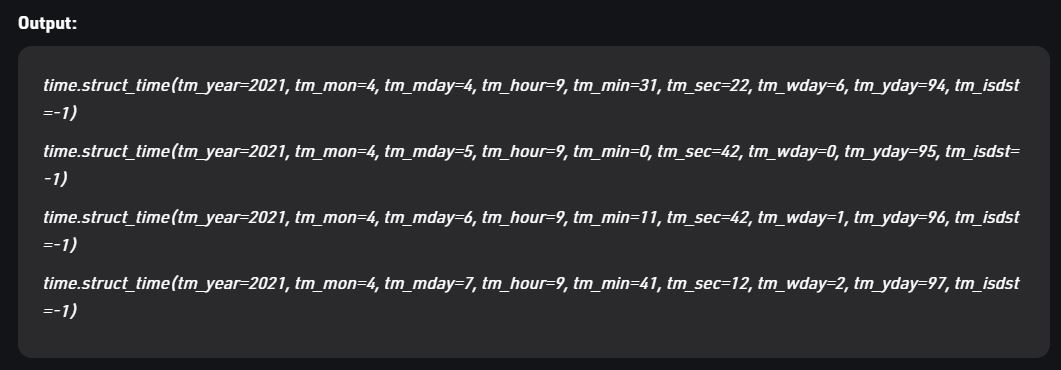 Output:
time.struct_time(tm_year=2021, tm_mon=4, tm_mday=4, tm_hour=9, tm_min=31, tm_sec=22, tm_wday=6, tm_yday=94, tm_isdst
=-1)
time.struct_time(tm_year=2021, tm_mon=4, tm_mday=5, tm_hour=9, tm_min=0, tm_sec=42, tm_wday=0, tm_yday=95, tm_isdst=
-1)
time.struct_time(tm_year=2021, tm_mon=4, tm_mday=6, tm_hour=9, tm_min=11, tm_sec=42, tm_wday=1, tm_yday=96, tm_isdst
=-1)
time.struct_time(tm_year=2021, tm_mon=4, tm_mday=7, tm_hour=9, tm_min=41, tm_sec=12, tm_wday=2, tm_yday=97, tm_isdst
=-1)